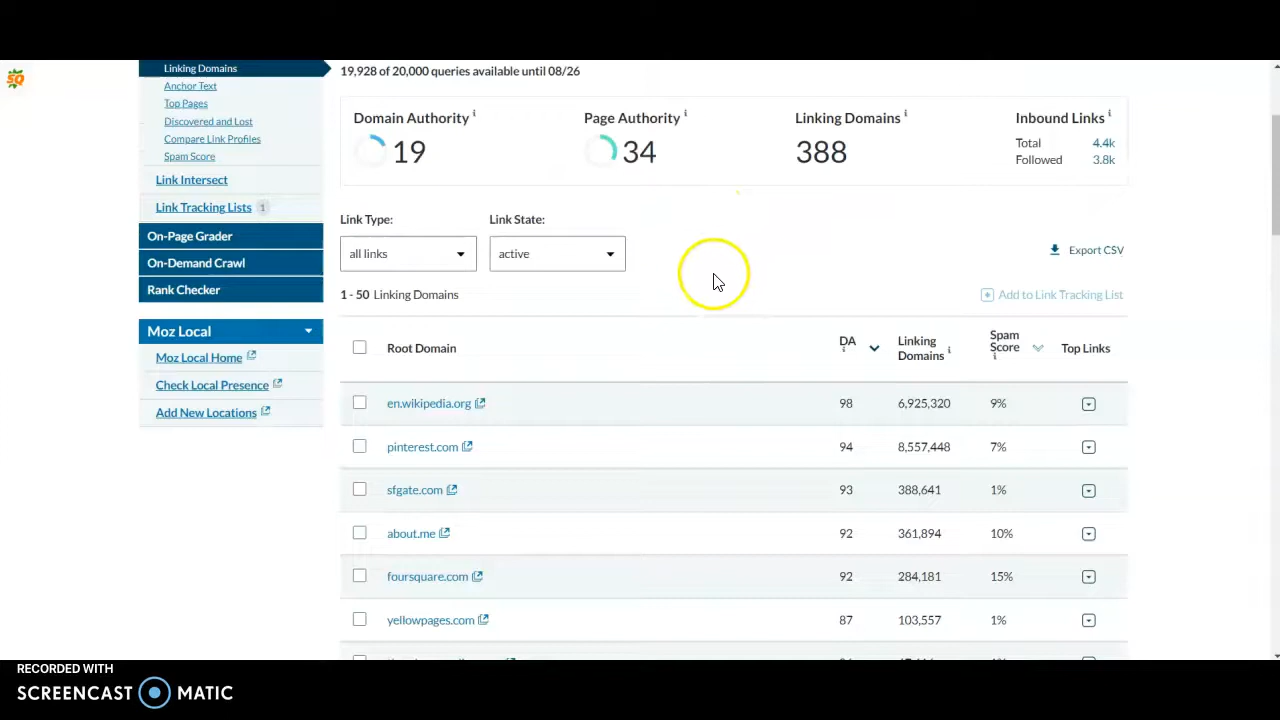 Linking Domains
Anchor Text
Top Pages
Discovered and Lost
Compare Link Profiles
Spam Score
Link Intersect
Link Tracking Lists 1
On-Page Grader
On-Demand Crawl
Rank Checker
Moz Local
Moz Local Home
Check Local Presence
Add New Locations
19,928 of 20,000 queries available until 08/26
Domain Authority i
19
Page Authority i
34
Linking Domains i
388
Inbound Links i
Total 4.4k
Followed 3.8k
Link Type: Link State:
all links active
Export CSV
1 - 50 Linking Domains
Add to Link Tracking List
Root Domain DA i Linking Domains i Spam Score i Top Links
en.wikipedia.org 98 6,925,320 9%
pinterest.com 94 8,557,448 7%
sfgate.com 93 388,641 1%
about.me 92 361,894 10%
foursquare.com 92 284,181 15%
yellowpages.com 87 103,557 1%
RECORDED WITH
SCREENCAST MATIC